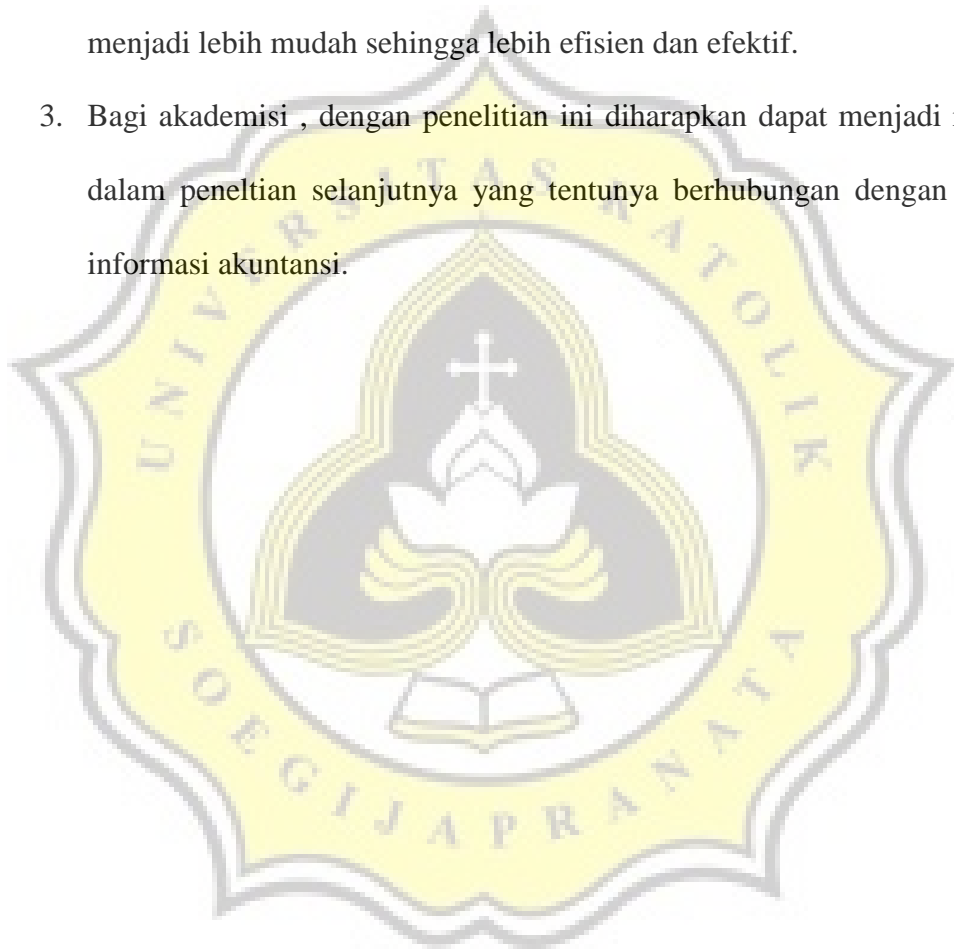 menjadi lebih mudah sehingga lebih efisien dan efektif.
3. Bagi akademisi , dengan penelitian ini diharapkan dapat menjadi
dalam peneltian selanjutnya yang tentunya berhubungan dengan
informasi akuntansi.
UNIVERSITAS KATOLIK
SOEGIJAPRANATA